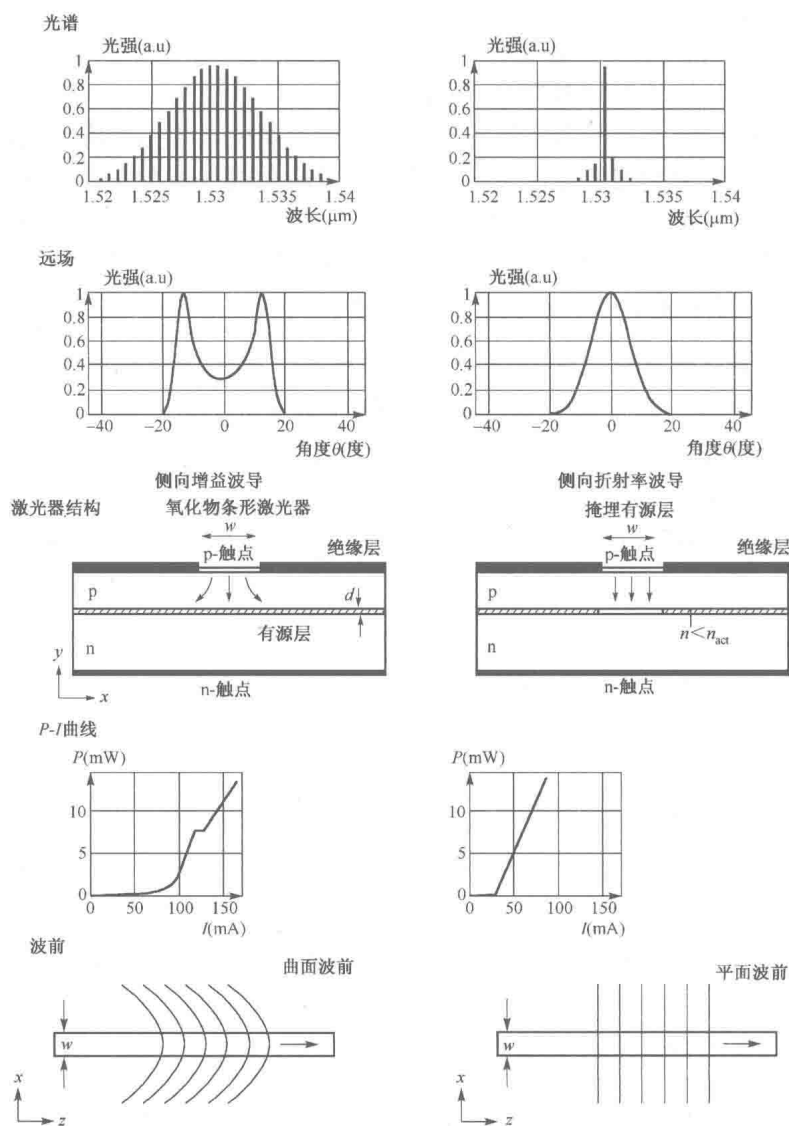 光谱
光强(a.u)
1
0.8
0.6
0.4
0.2
0
1.52 1.525 1.53 1.535 1.54
波长(μm)
光强(a.u)
1
0.8
0.6
0.4
0.2
0
1.52 1.525 1.53 1.535 1.54
波长(μm)
远场
光强(a.u)
1
0.8
0.6
0.4
0.2
0
-40 -20 0 20 40
角度θ(度)
光强(a.u)
1
0.8
0.6
0.4
0.2
0
-40 -20 0 20 40
角度θ(度)
侧向增益波导
侧向折射率波导
激光器结构
氧化物条形激光器
w
p-触点
绝缘层
p
d
有源层
n
y
x
n-触点
掩埋有源层
w
p-触点
绝缘层
p
n<n_act
n
n-触点
P-I曲线
P(mW)
10
5
0
0 50 100 150
I(mA)
P(mW)
10
5
0
0 50 100 150
I(mA)
波前
曲面波前
w
x
z
平面波前
w
x
z